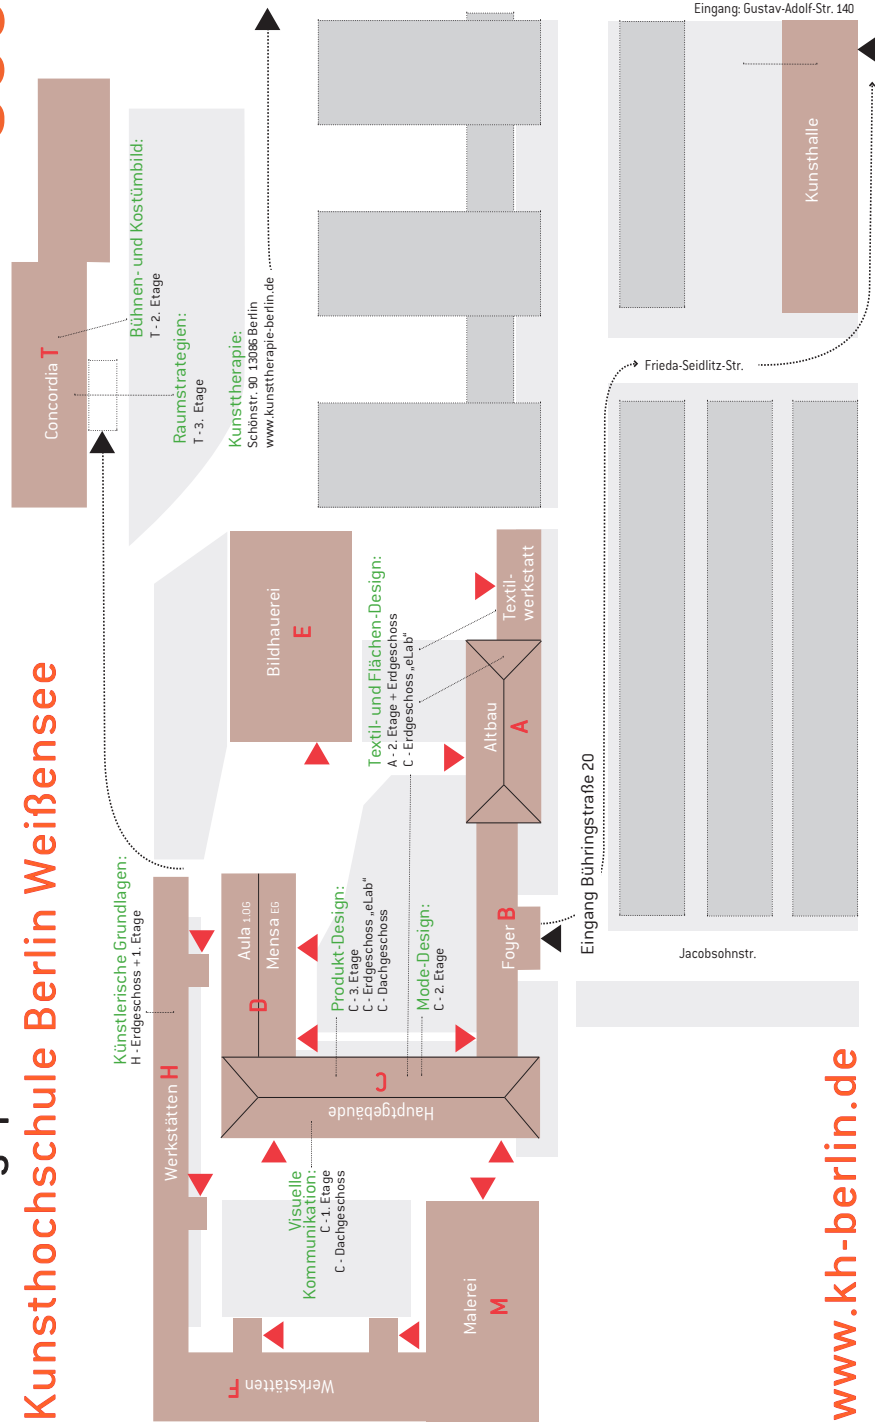 Kunsthochschule Berlin Weißensee
Eingang: Gustav-Adolf-Str. 140
Kunsthalle
Concordia T
Bühnen- und Kostümbild:
T - 2. Etage
Raumstrategien:
T - 3. Etage
Kunsttherapie:
Schönstr. 90 13086 Berlin
www.kunsttherapie-berlin.de
Frieda-Seidlitz-Str.
Bildhauerei
E
Textil- und Flächen-Design:
A - 2. Etage + Erdgeschoss
C - Erdgeschoss „eLab“
Textil-
werkstatt
Altbau
A
Künstlerische Grundlagen:
H - Erdgeschoss + 1. Etage
Werkstätten H
Aula 1.OG
Mensa EG
D
Produkt-Design:
C - 3. Etage
C - Erdgeschoss „eLab“
C - Dachgeschoss
Mode-Design:
C - 2. Etage
Foyer B
Eingang Bühringstraße 20
Jacobsohnstr.
C
Hauptgebäude
Visuelle
Kommunikation:
C - 1. Etage
C - Dachgeschoss
Malerei
M
F Werkstätten
www.kh-berlin.de